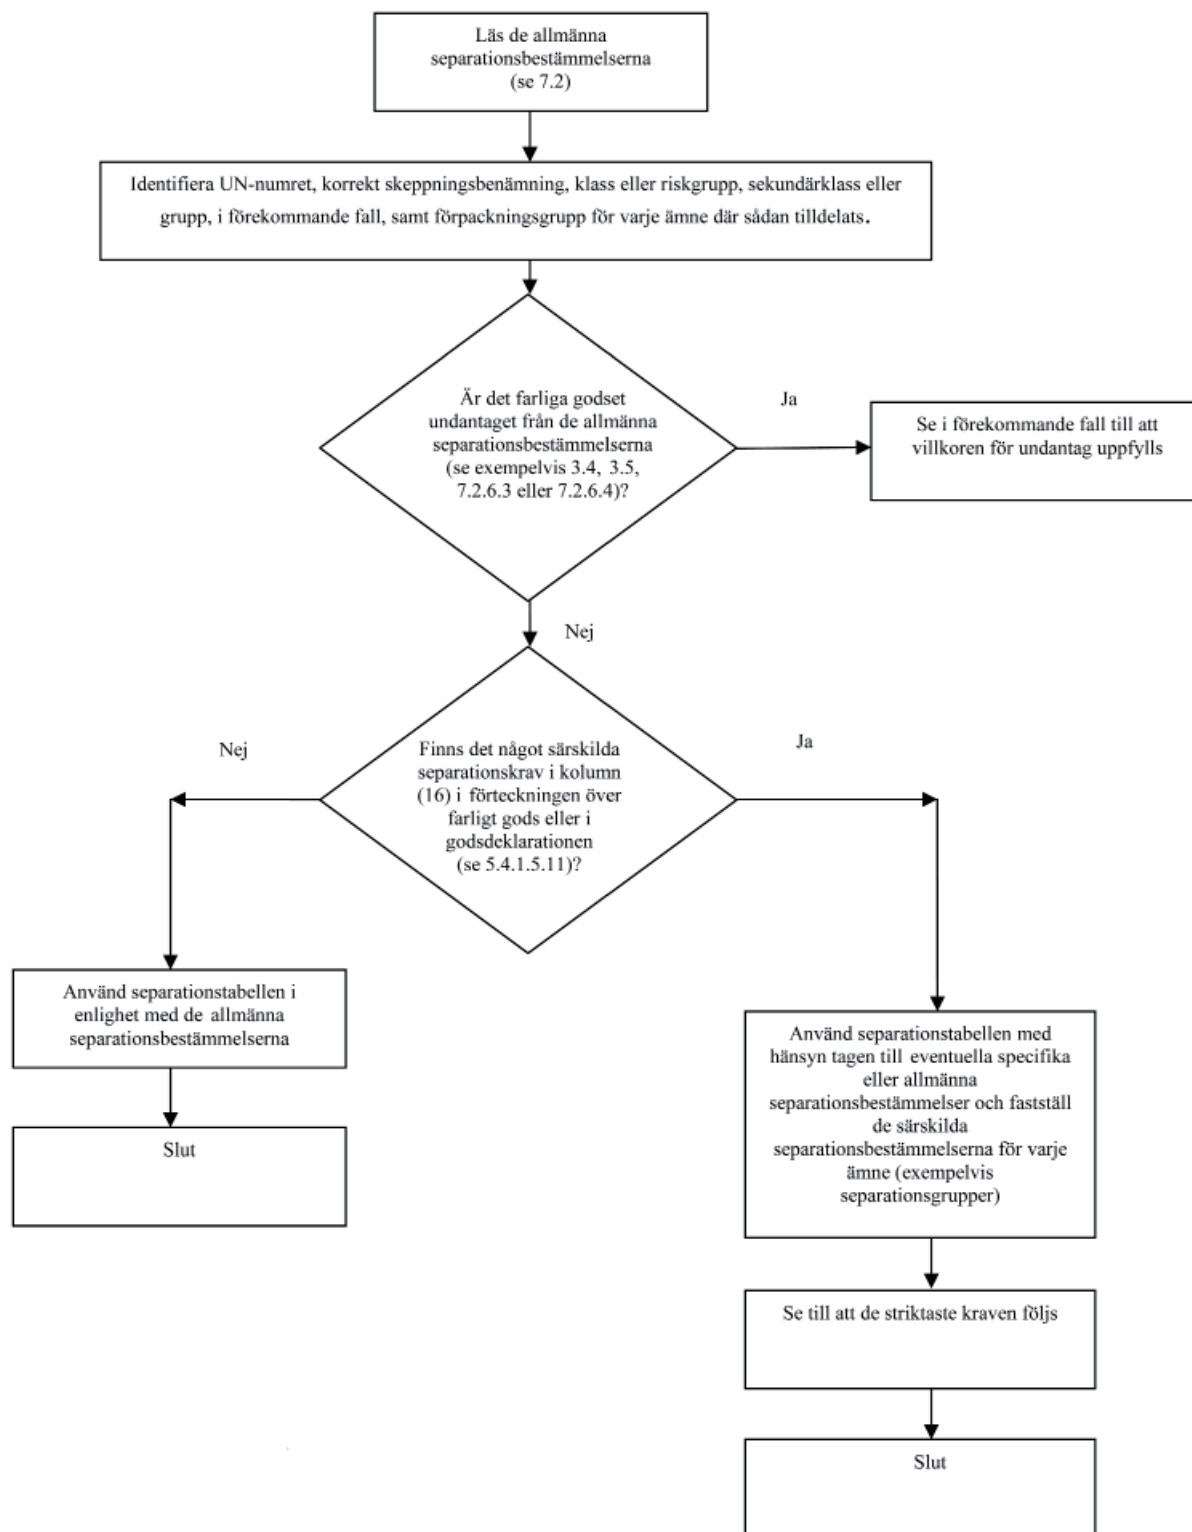 Läs de allmänna
separationsbestämmelserna
(se 7.2)
Identifiera UN-numret, korrekt skeppningsbenämning, klass eller riskgrupp, sekundärklass eller
grupp, i förekommande fall, samt förpackningsgrupp för varje ämne där sådan tilldelats.
Är det farliga godset
undantaget från de allmänna
separationsbestämmelserna
(se exempelvis 3.4, 3.5,
7.2.6.3 eller 7.2.6.4)?
Ja
Se i förekommande fall till att
villkoren för undantag uppfylls
Nej
Finns det något särskilda
separationskrav i kolumn
(16) i förteckningen över
farligt gods eller i
godsdeklarationen
(se 5.4.1.5.11)?
Nej
Ja
Använd separationstabellen i
enlighet med de allmänna
separationsbestämmelserna
Slut
Använd separationstabellen med
hänsyn tagen till eventuella specifika
eller allmänna
separationsbestämmelser och fastställ
de särskilda
separationsbestämmelserna för varje
ämne (exempelvis
separationsgrupper)
Se till att de striktaste kraven följs
Slut